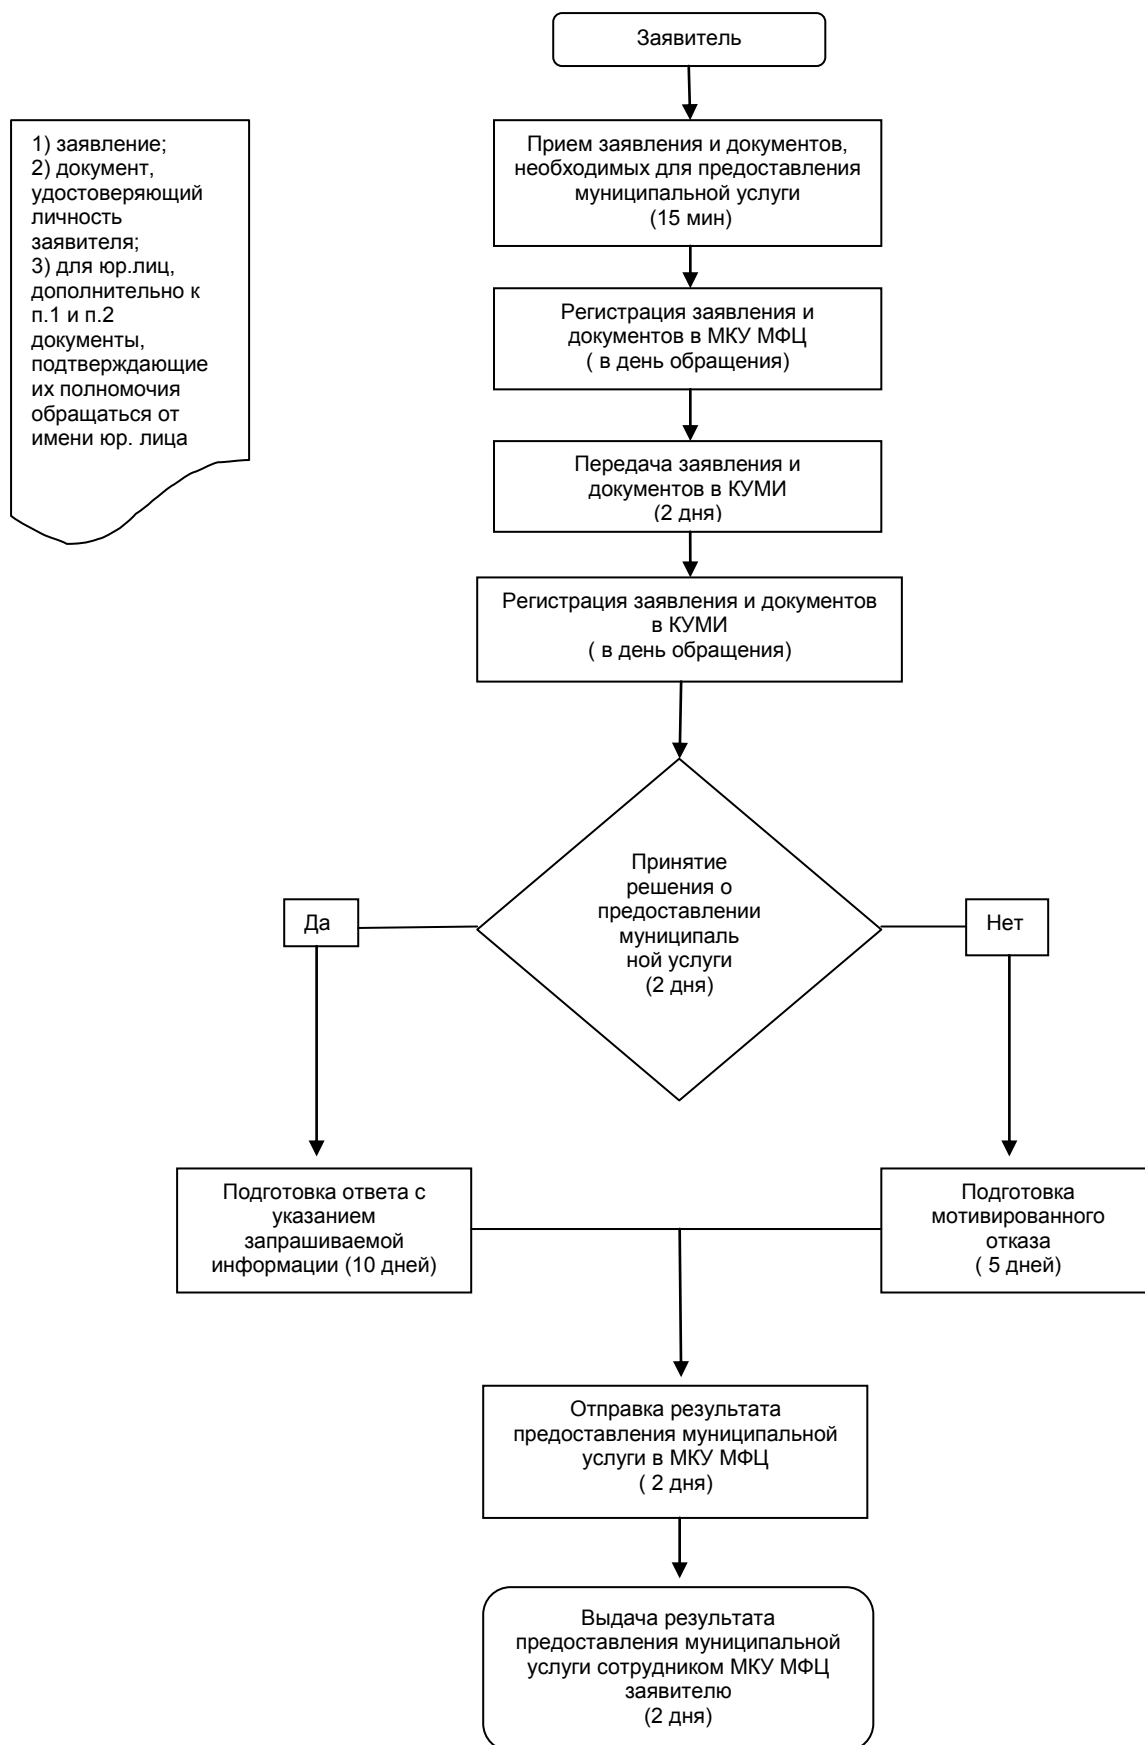 Заявитель
1) заявление;
2) документ,
удостоверяющий
личность
заявителя;
3) для юр.лиц,
дополнительно к
п.1 и п.2
документы,
подтверждающие
их полномочия
обращаться от
имени юр. лица
Прием заявления и документов,
необходимых для предоставления
муниципальной услуги
(15 мин)
Регистрация заявления и
документов в МКУ МФЦ
( в день обращения)
Передача заявления и
документов в КУМИ
(2 дня)
Регистрация заявления и документов
в КУМИ
( в день обращения)
Принятие
решения о
предоставлении
муниципаль
ной услуги
(2 дня)
Да
Нет
Подготовка ответа с
указанием
запрашиваемой
информации (10 дней)
Подготовка
мотивированного
отказа
( 5 дней)
Отправка результата
предоставления муниципальной
услуги в МКУ МФЦ
( 2 дня)
Выдача результата
предоставления муниципальной
услуги сотрудником МКУ МФЦ
заявителю
(2 дня)